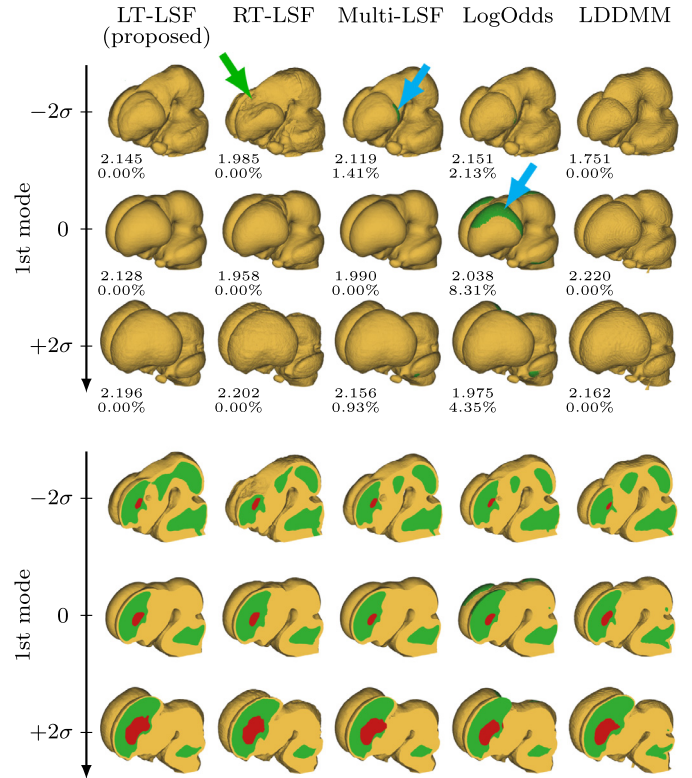 LT-LSF RT-LSF Multi-LSF LogOdds LDDMM
(proposed)
−2σ
2.145 1.985 2.119 2.151 1.751
0.00% 0.00% 1.41% 2.13% 0.00%
1st mode
0
2.128 1.958 1.990 2.038 2.220
0.00% 0.00% 0.00% 8.31% 0.00%
+2σ
2.196 2.202 2.156 1.975 2.162
0.00% 0.00% 0.93% 4.35% 0.00%
−2σ
1st mode
0
+2σ